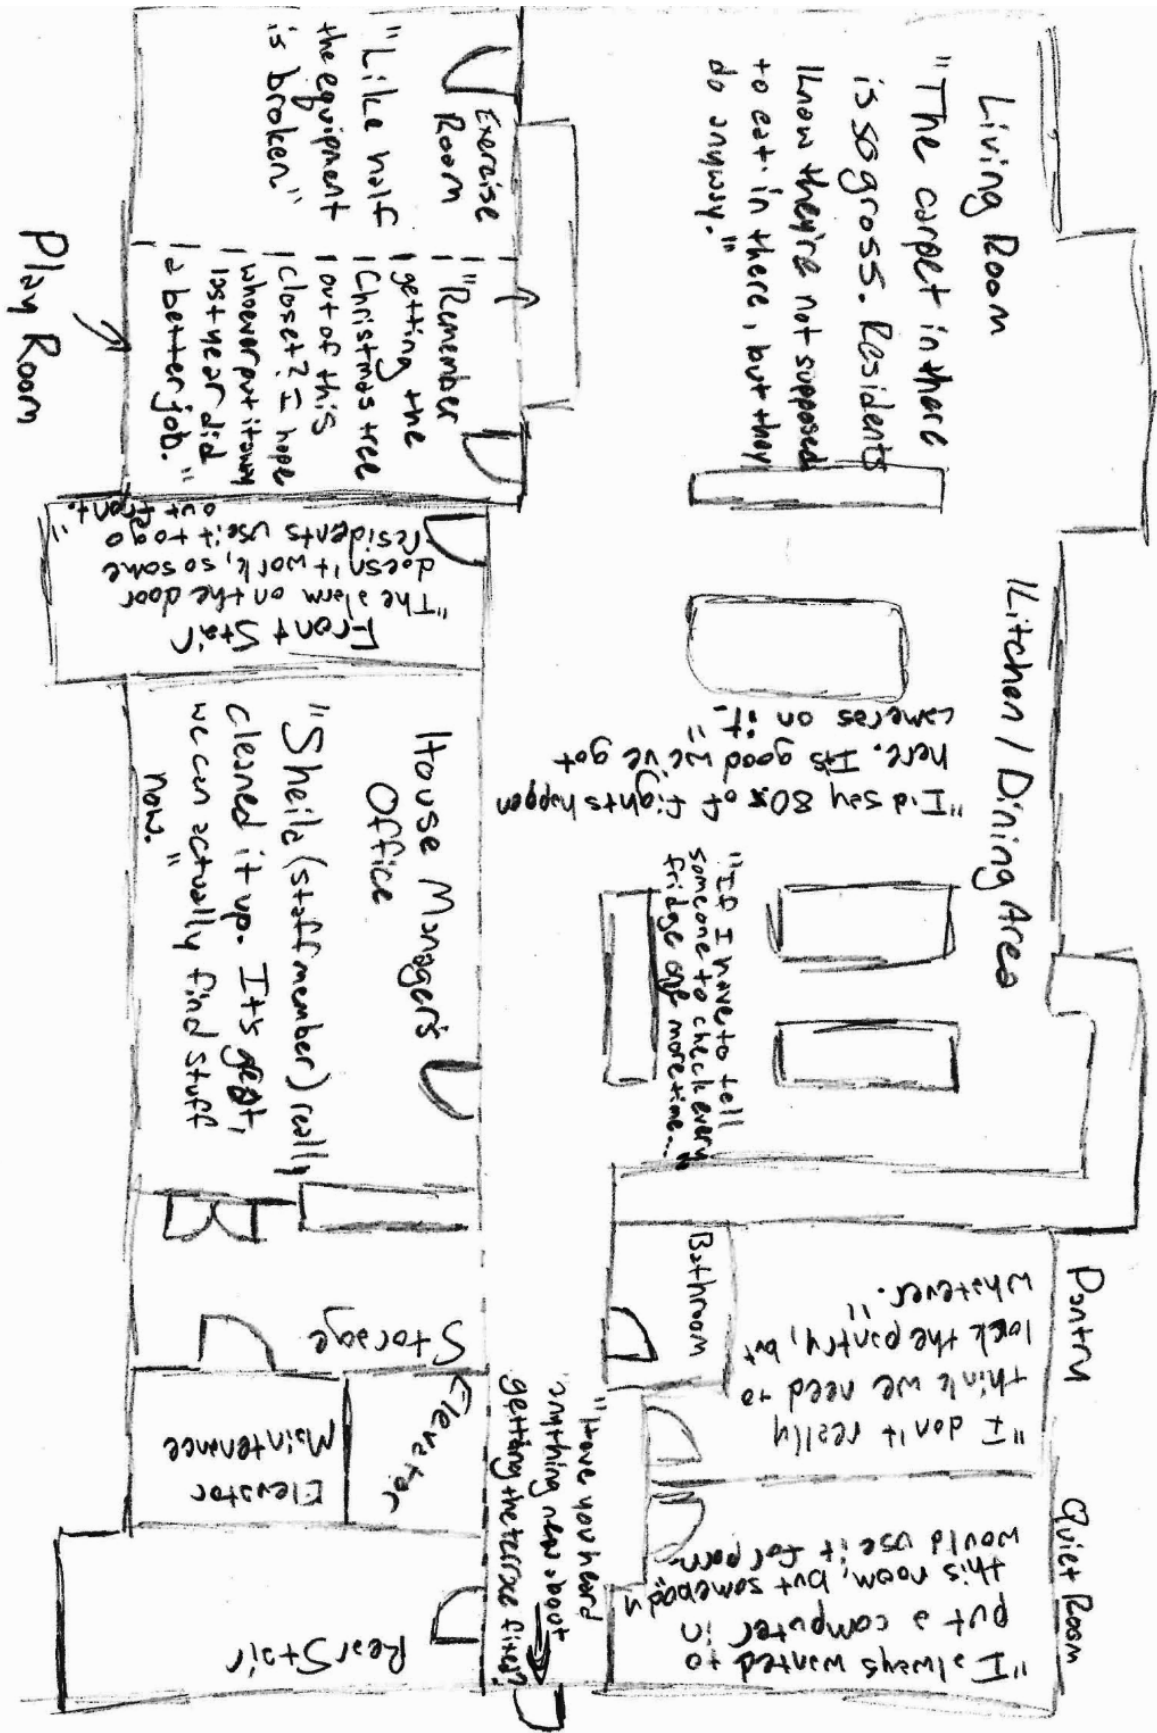 Living Room
"The carpet in there
is so gross. Residents
know they're not supposed
to eat in there, but they
do anyway."
Exercise
Room
"Like half
the equipment
is broken."
"Remember
getting the
Christmas tree
out of this
closet? I hope
whoever put it away
last year did
a better job."
Play Room
Front Stair
"The alarm on the door
doesn't work, so some
residents use it to go
out front."
Kitchen / Dining Area
"I'd say 80% of fights happen
here. It's good we've got
cameras on it."
"If I have to tell
someone to check every
fridge one more time..."
House Manager's
Office
"Sheila (staff member) really
cleaned it up. It's great,
we can actually find stuff
now."
Storage
Bathroom
Pantry
"I don't really
think we need to
lock the pantry, but
whatever."
Elevator
Elevator
Maintenance
"Have you heard
anything new about
getting the terrace fixed?"
Quiet Room
"I always wanted to
put a computer in
this room, but somebody
would use it for porn."
Rear Stair